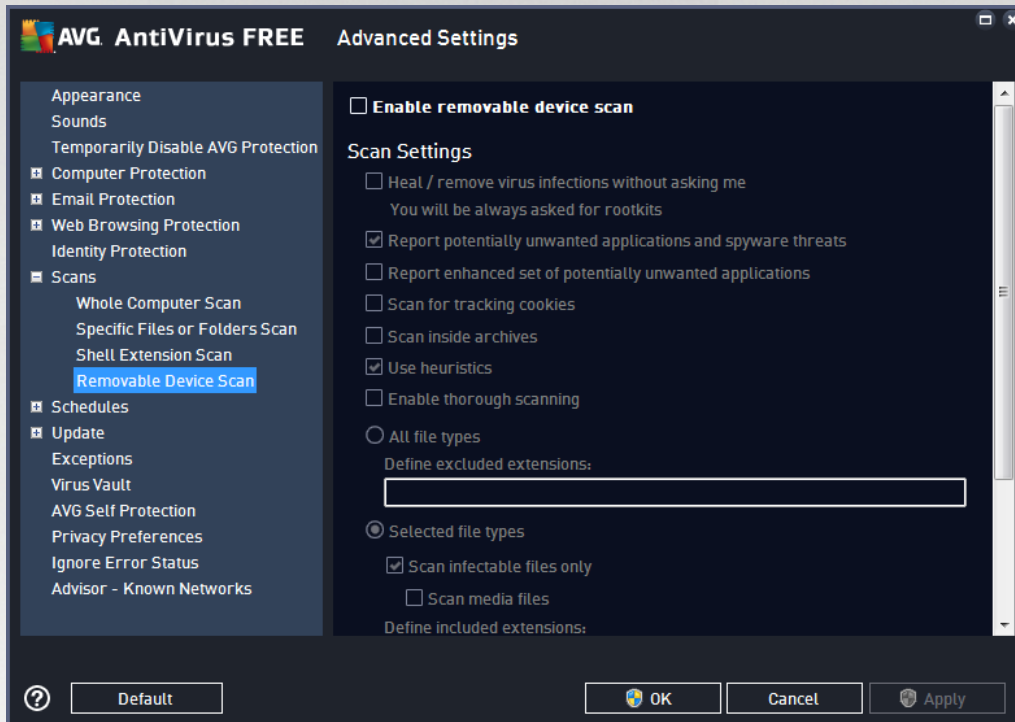 AVG. AntiVirus FREE Advanced Settings
Appearance
Sounds
Temporarily Disable AVG Protection
Computer Protection
Email Protection
Web Browsing Protection
Identity Protection
Scans
Whole Computer Scan
Specific Files or Folders Scan
Shell Extension Scan
Removable Device Scan
Schedules
Update
Exceptions
Virus Vault
AVG Self Protection
Privacy Preferences
Ignore Error Status
Advisor - Known Networks
Enable removable device scan
Scan Settings
Heal / remove virus infections without asking me
You will be always asked for rootkits
Report potentially unwanted applications and spyware threats
Report enhanced set of potentially unwanted applications
Scan for tracking cookies
Scan inside archives
Use heuristics
Enable thorough scanning
All file types
Define excluded extensions:
Selected file types
Scan infectable files only
Scan media files
Define included extensions:
? Default OK Cancel Apply